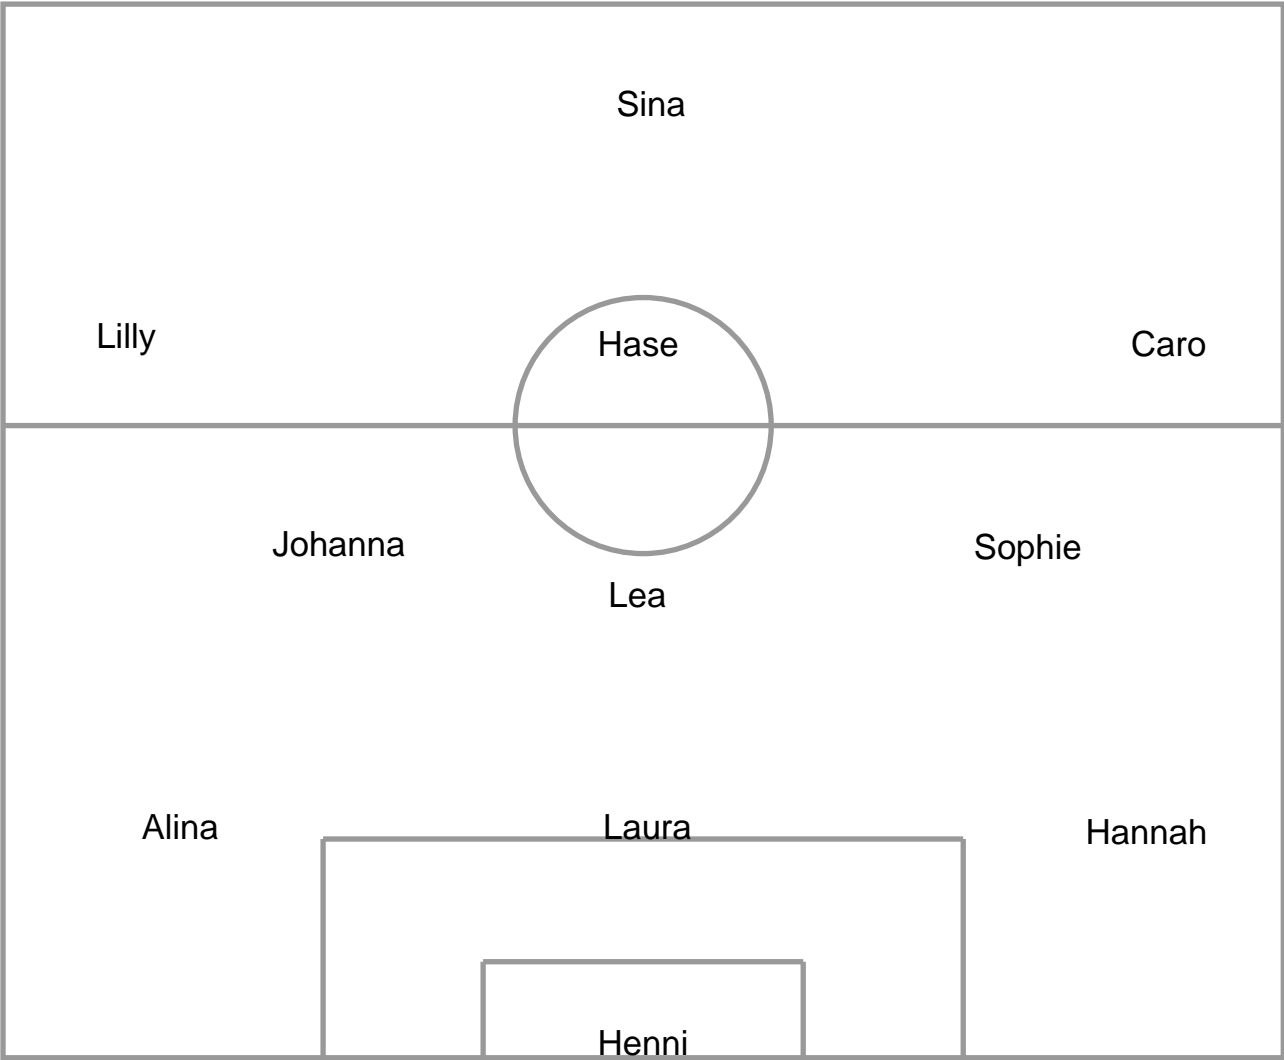 Sina
Lilly Hase Caro
Johanna Sophie
Lea
Alina Laura Hannah
Henni